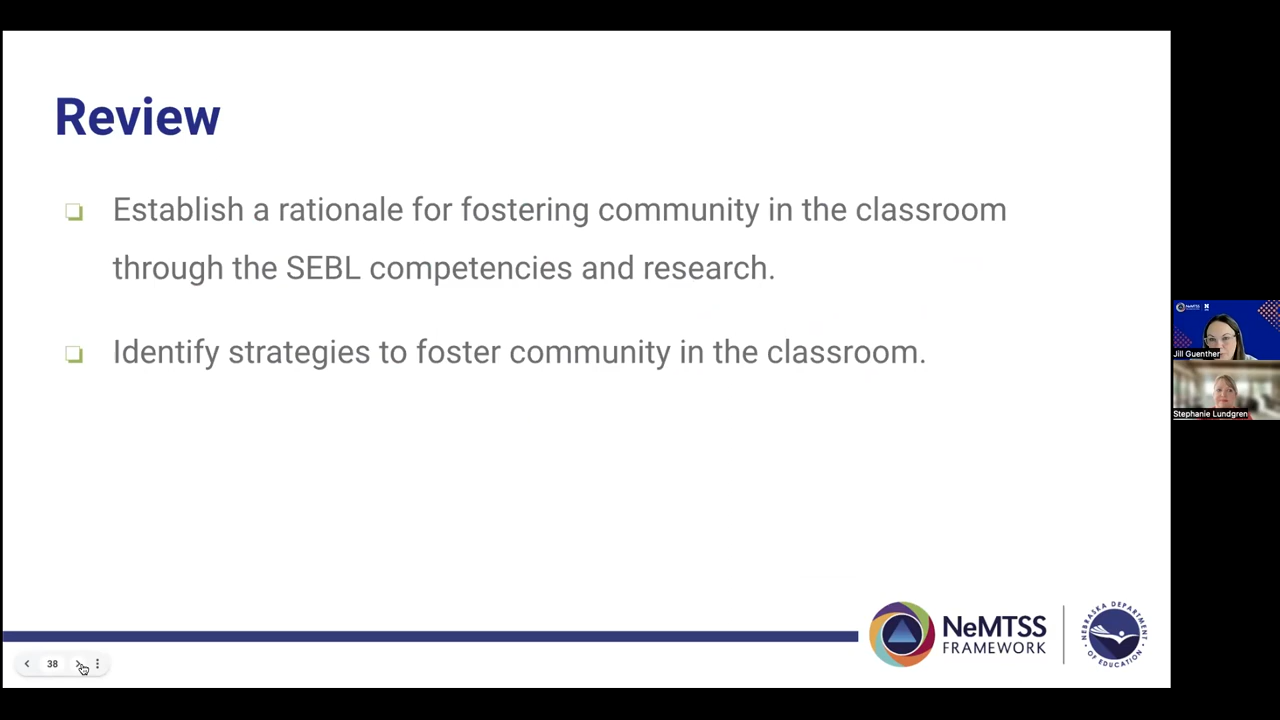 Review
❏ Establish a rationale for fostering community in the classroom
through the SEBL competencies and research.
❏ Identify strategies to foster community in the classroom.
NeMTSS
Jill Guenther
Stephanie Lundgren
NeMTSS
FRAMEWORK
NEBRASKA DEPARTMENT
OF EDUCATION
38